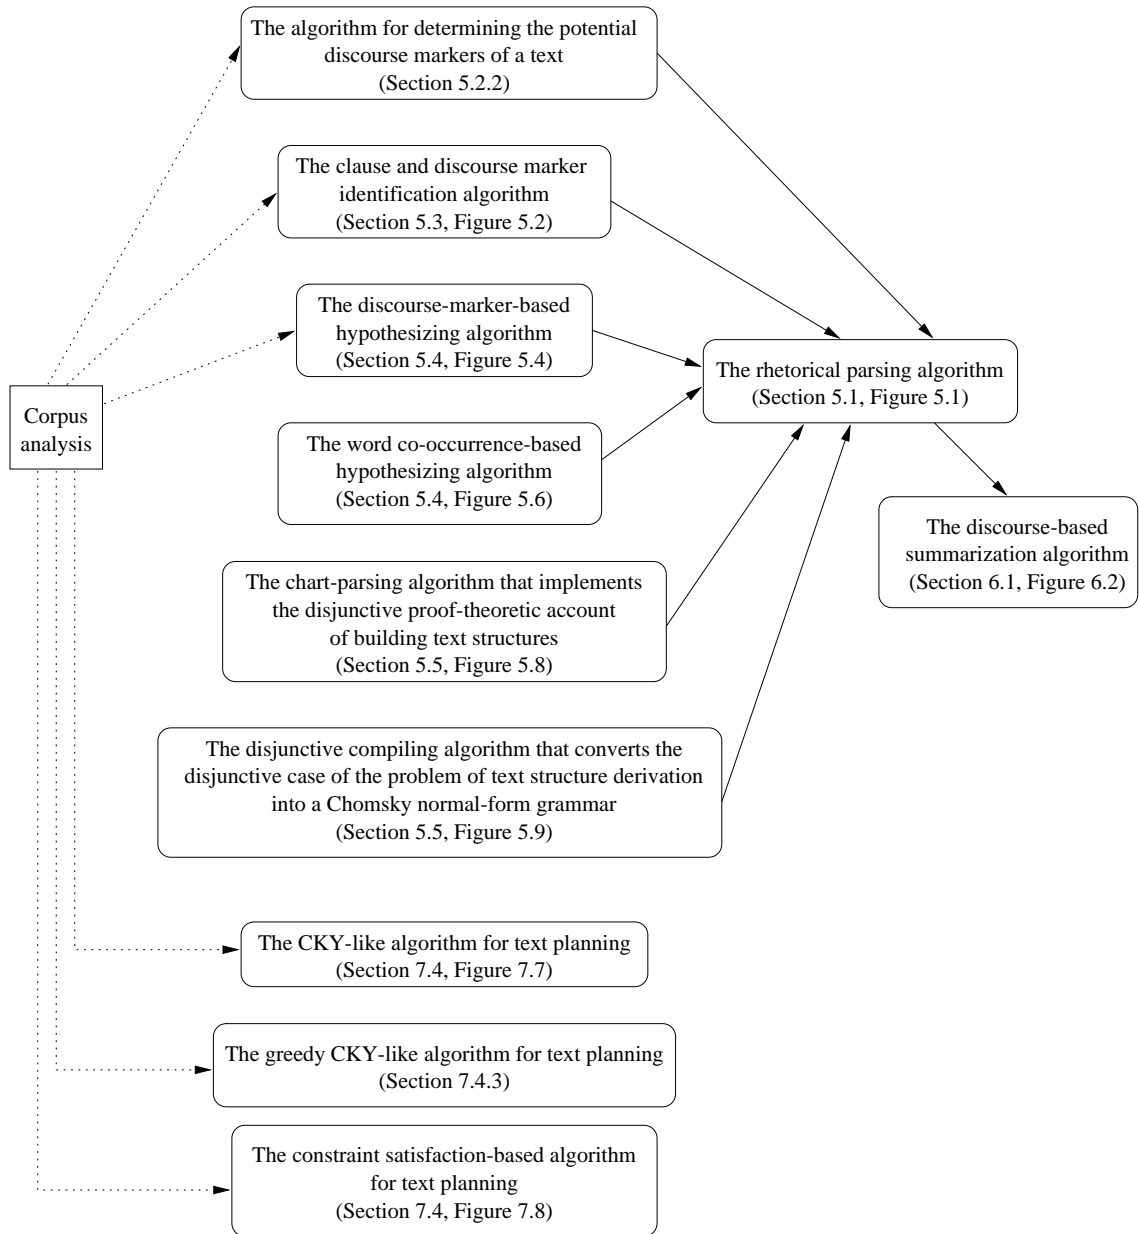 The algorithm for determining the potential
discourse markers of a text
(Section 5.2.2)
The clause and discourse marker
identification algorithm
(Section 5.3, Figure 5.2)
The discourse-marker-based
hypothesizing algorithm
(Section 5.4, Figure 5.4)
The rhetorical parsing algorithm
(Section 5.1, Figure 5.1)
Corpus
analysis
The word co-occurrence-based
hypothesizing algorithm
(Section 5.4, Figure 5.6)
The discourse-based
summarization algorithm
(Section 6.1, Figure 6.2)
The chart-parsing algorithm that implements
the disjunctive proof-theoretic account
of building text structures
(Section 5.5, Figure 5.8)
The disjunctive compiling algorithm that converts the
disjunctive case of the problem of text structure derivation
into a Chomsky normal-form grammar
(Section 5.5, Figure 5.9)
The CKY-like algorithm for text planning
(Section 7.4, Figure 7.7)
The greedy CKY-like algorithm for text planning
(Section 7.4.3)
The constraint satisfaction-based algorithm
for text planning
(Section 7.4, Figure 7.8)